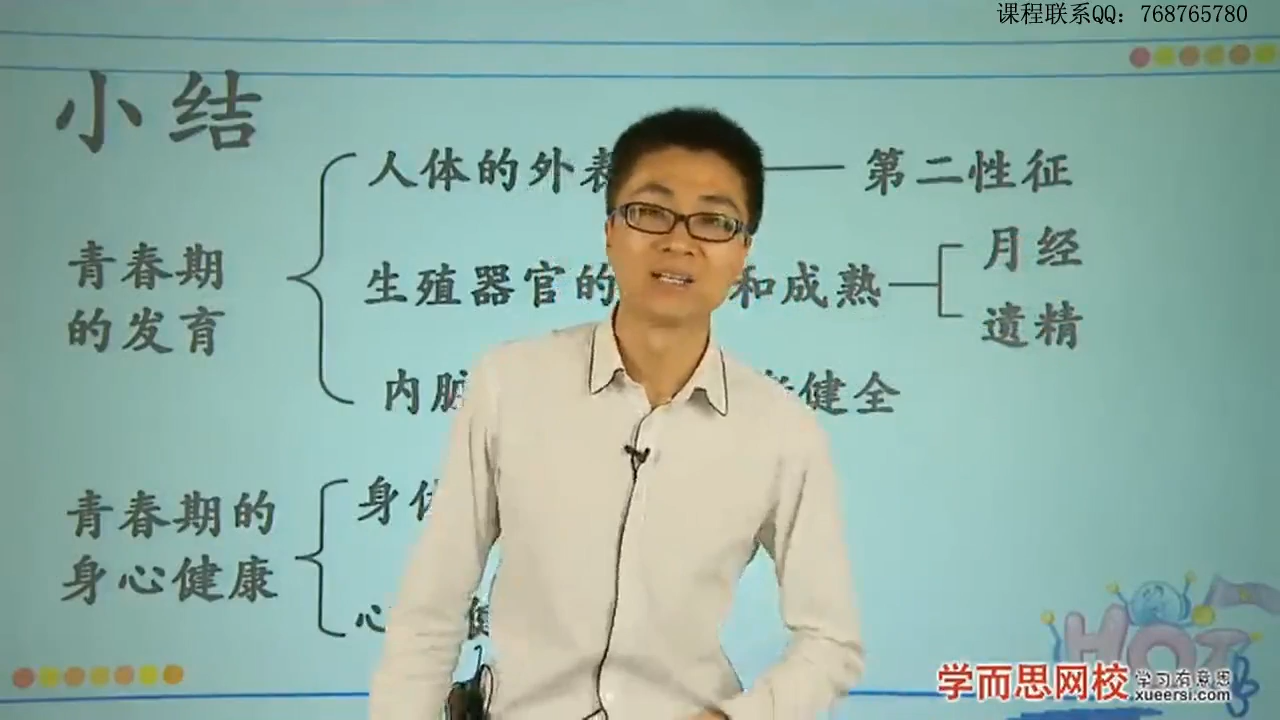 课程联系QQ：768765780
小结
人体的外表
第二性征
青春期
的发育
生殖器官的
和成熟
月经
遗精
内脏
健全
青春期的
身心健康
身体
心
健
HOT
学而思网校
学习有意思
xueersi.com